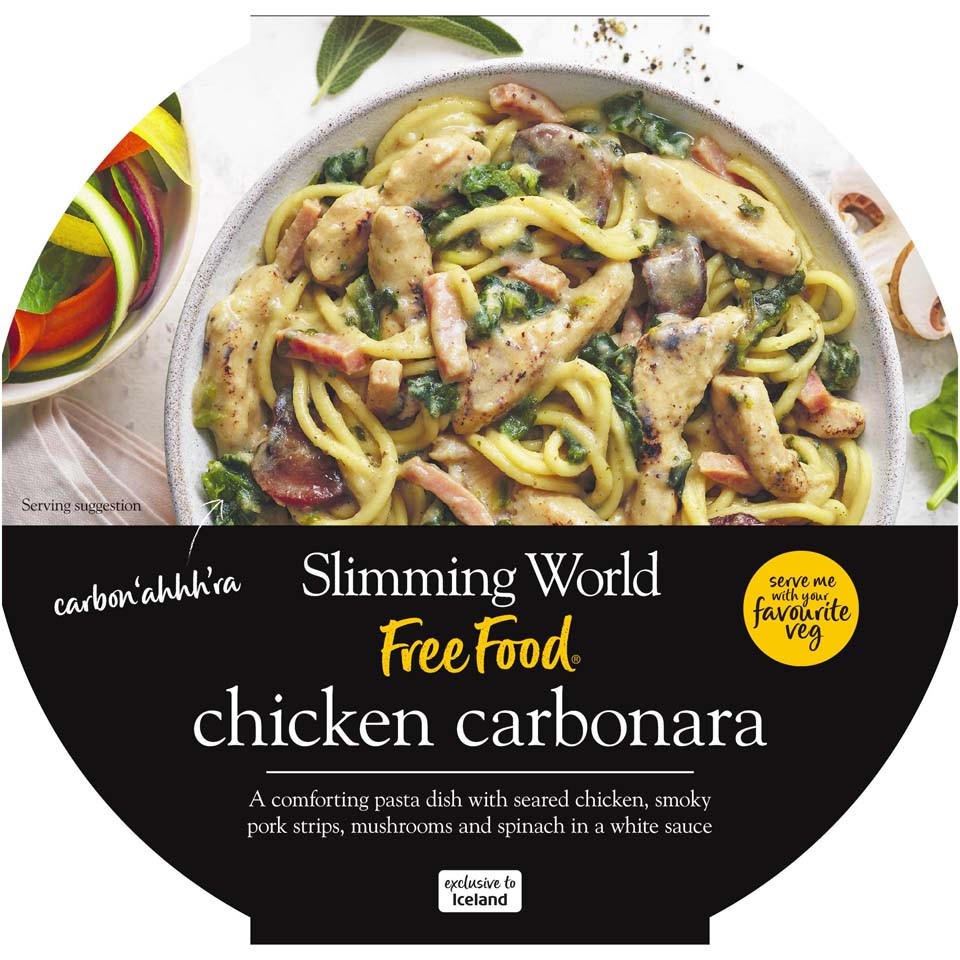 Serving suggestion
carbon'ahhh'ra
Slimming World
Free Food®
serve me
with your
favourite
veg
chicken carbonara
A comforting pasta dish with seared chicken, smoky
pork strips, mushrooms and spinach in a white sauce
exclusive to
Iceland